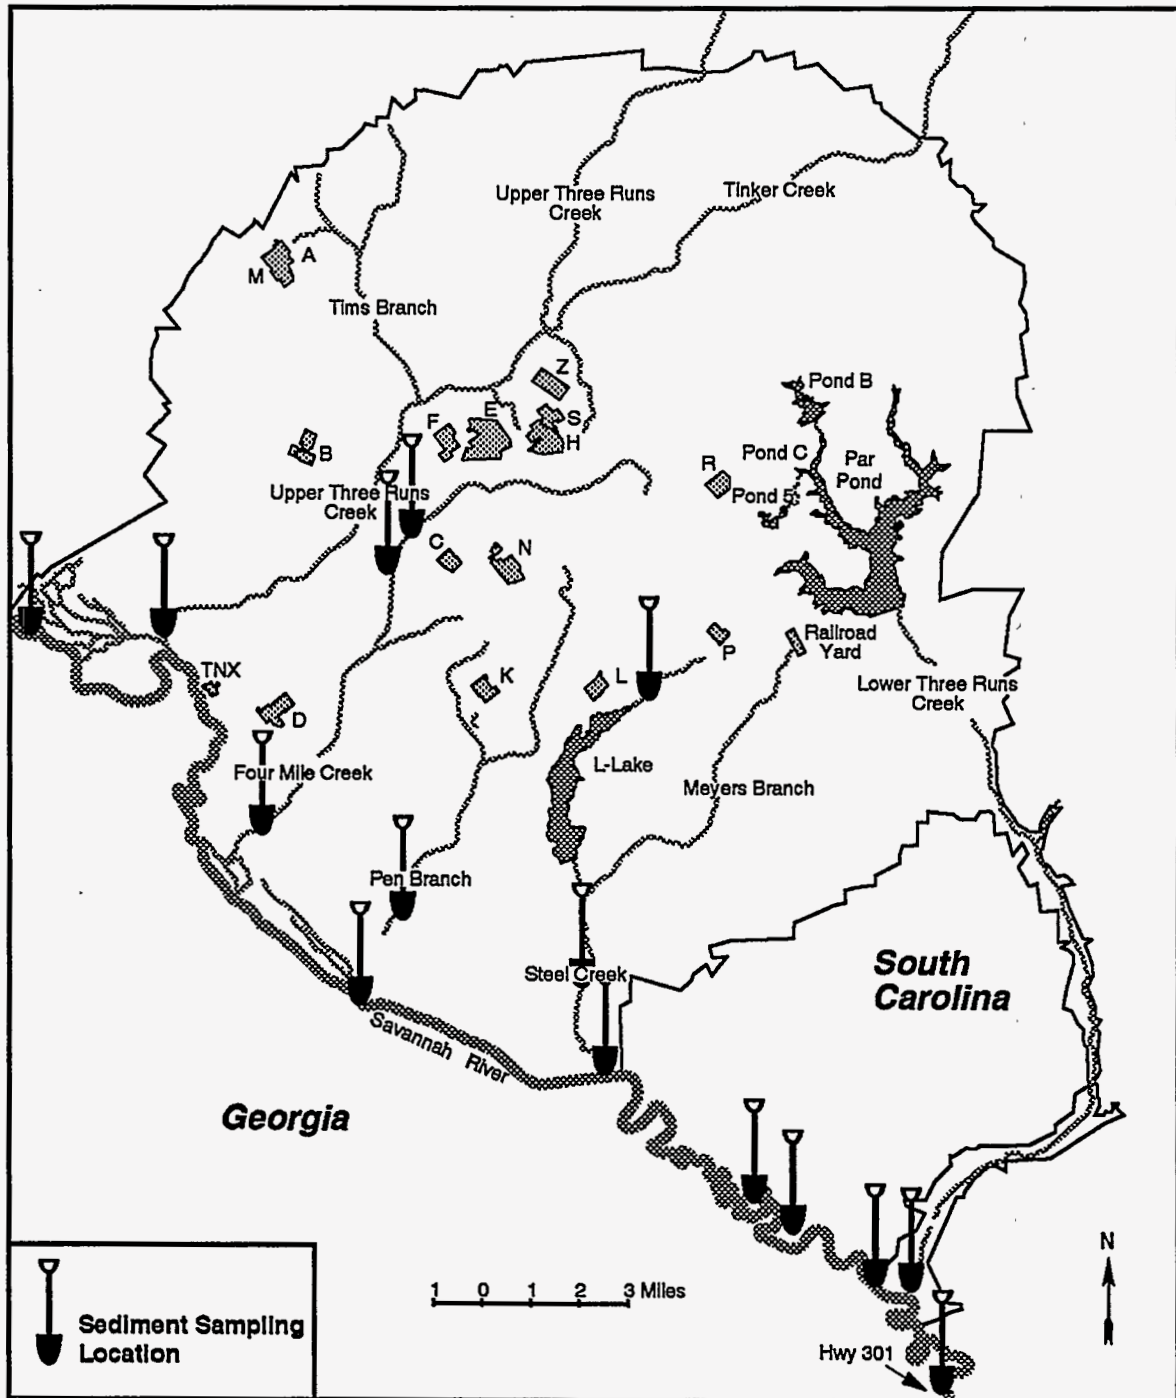 Upper Three Runs
Creek
Tinker Creek
A
M
Tims Branch
Z
Pond B
E
S
F
H
B
Pond C
Par
Pond
R
Pond 5
Upper Three Runs
Creek
C
N
P
Railroad
Yard
TNX
K
L
Lower Three Runs
Creek
D
L-Lake
Four Mile Creek
Meyers Branch
Pen Branch
Steel Creek
South
Carolina
Savannah River
Georgia
N
1 0 1 2 3 Miles
Sediment Sampling
Location
Hwy 301